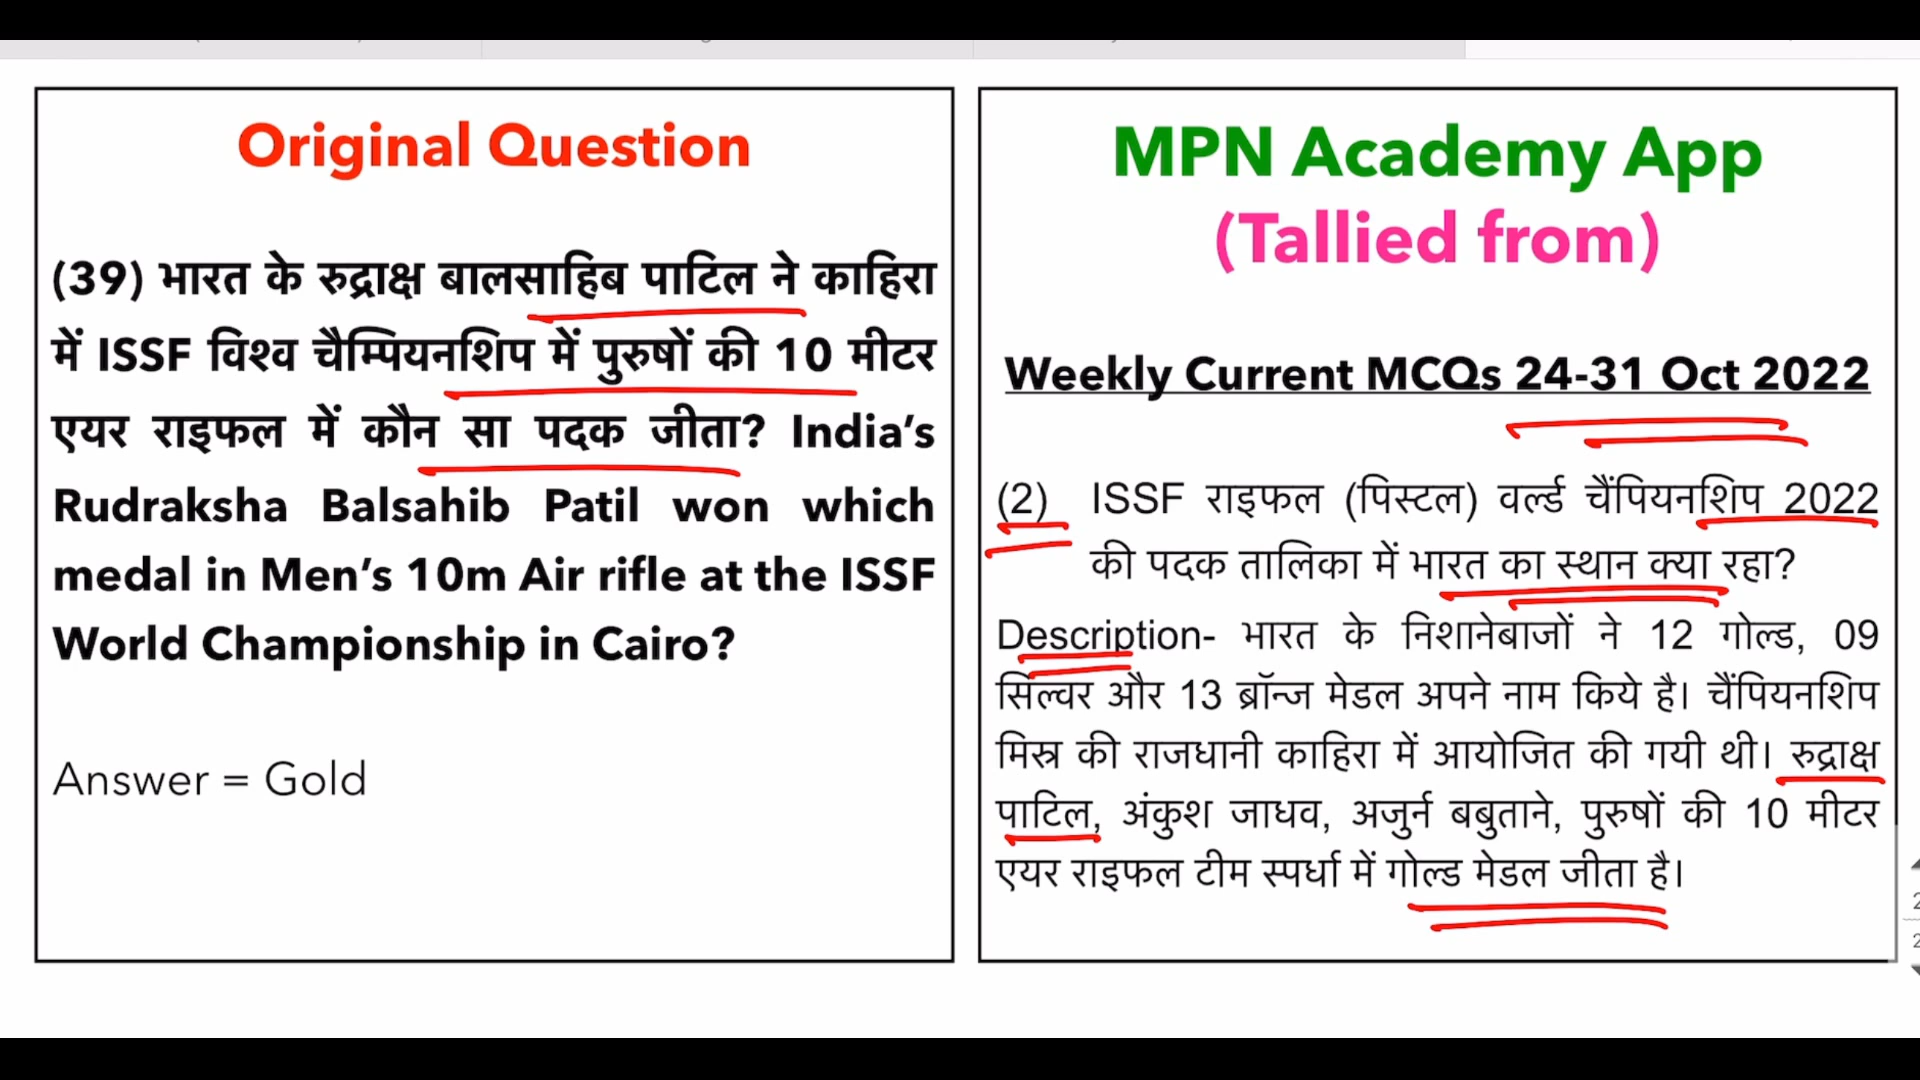 Original Question
(39) भारत के रुद्राक्ष बालसाहिब पाटिल ने काहिरा
में ISSF विश्व चैम्पियनशिप में पुरुषों की 10 मीटर
एयर राइफल में कौन सा पदक जीता? India's
Rudraksha Balsahib Patil won which
medal in Men's 10m Air rifle at the ISSF
World Championship in Cairo?
Answer = Gold
MPN Academy App
(Tallied from)
Weekly Current MCQs 24-31 Oct 2022
(2) ISSF राइफल (पिस्टल) वर्ल्ड चैंपियनशिप 2022
की पदक तालिका में भारत का स्थान क्या रहा?
Description- भारत के निशानेबाजों ने 12 गोल्ड, 09
सिल्वर और 13 ब्रॉन्ज मेडल अपने नाम किये है। चैंपियनशिप
मिस्र की राजधानी काहिरा में आयोजित की गयी थी। रुद्राक्ष
पाटिल, अंकुश जाधव, अजुर्न बबुताने, पुरुषों की 10 मीटर
एयर राइफल टीम स्पर्धा में गोल्ड मेडल जीता है।